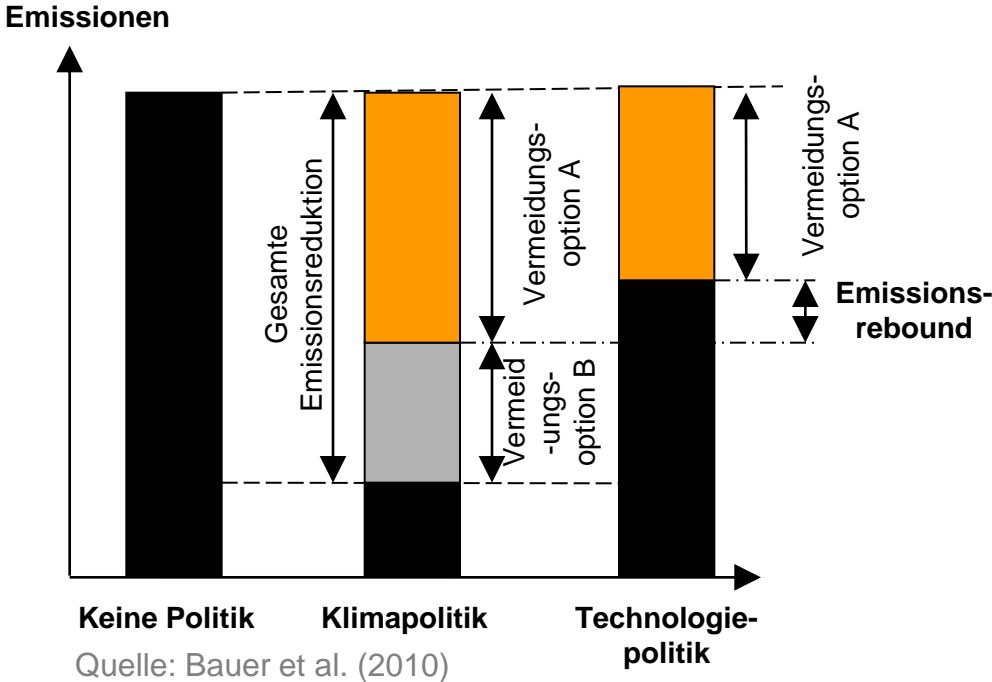 Emissionen
Gesamte
Emissionsreduktion
Vermeidungs-
option A
Vermeid
-ungs-
option B
Vermeidungs-
option A
Emissions-
rebound
Keine Politik
Klimapolitik
Technologie-
politik
Quelle: Bauer et al. (2010)